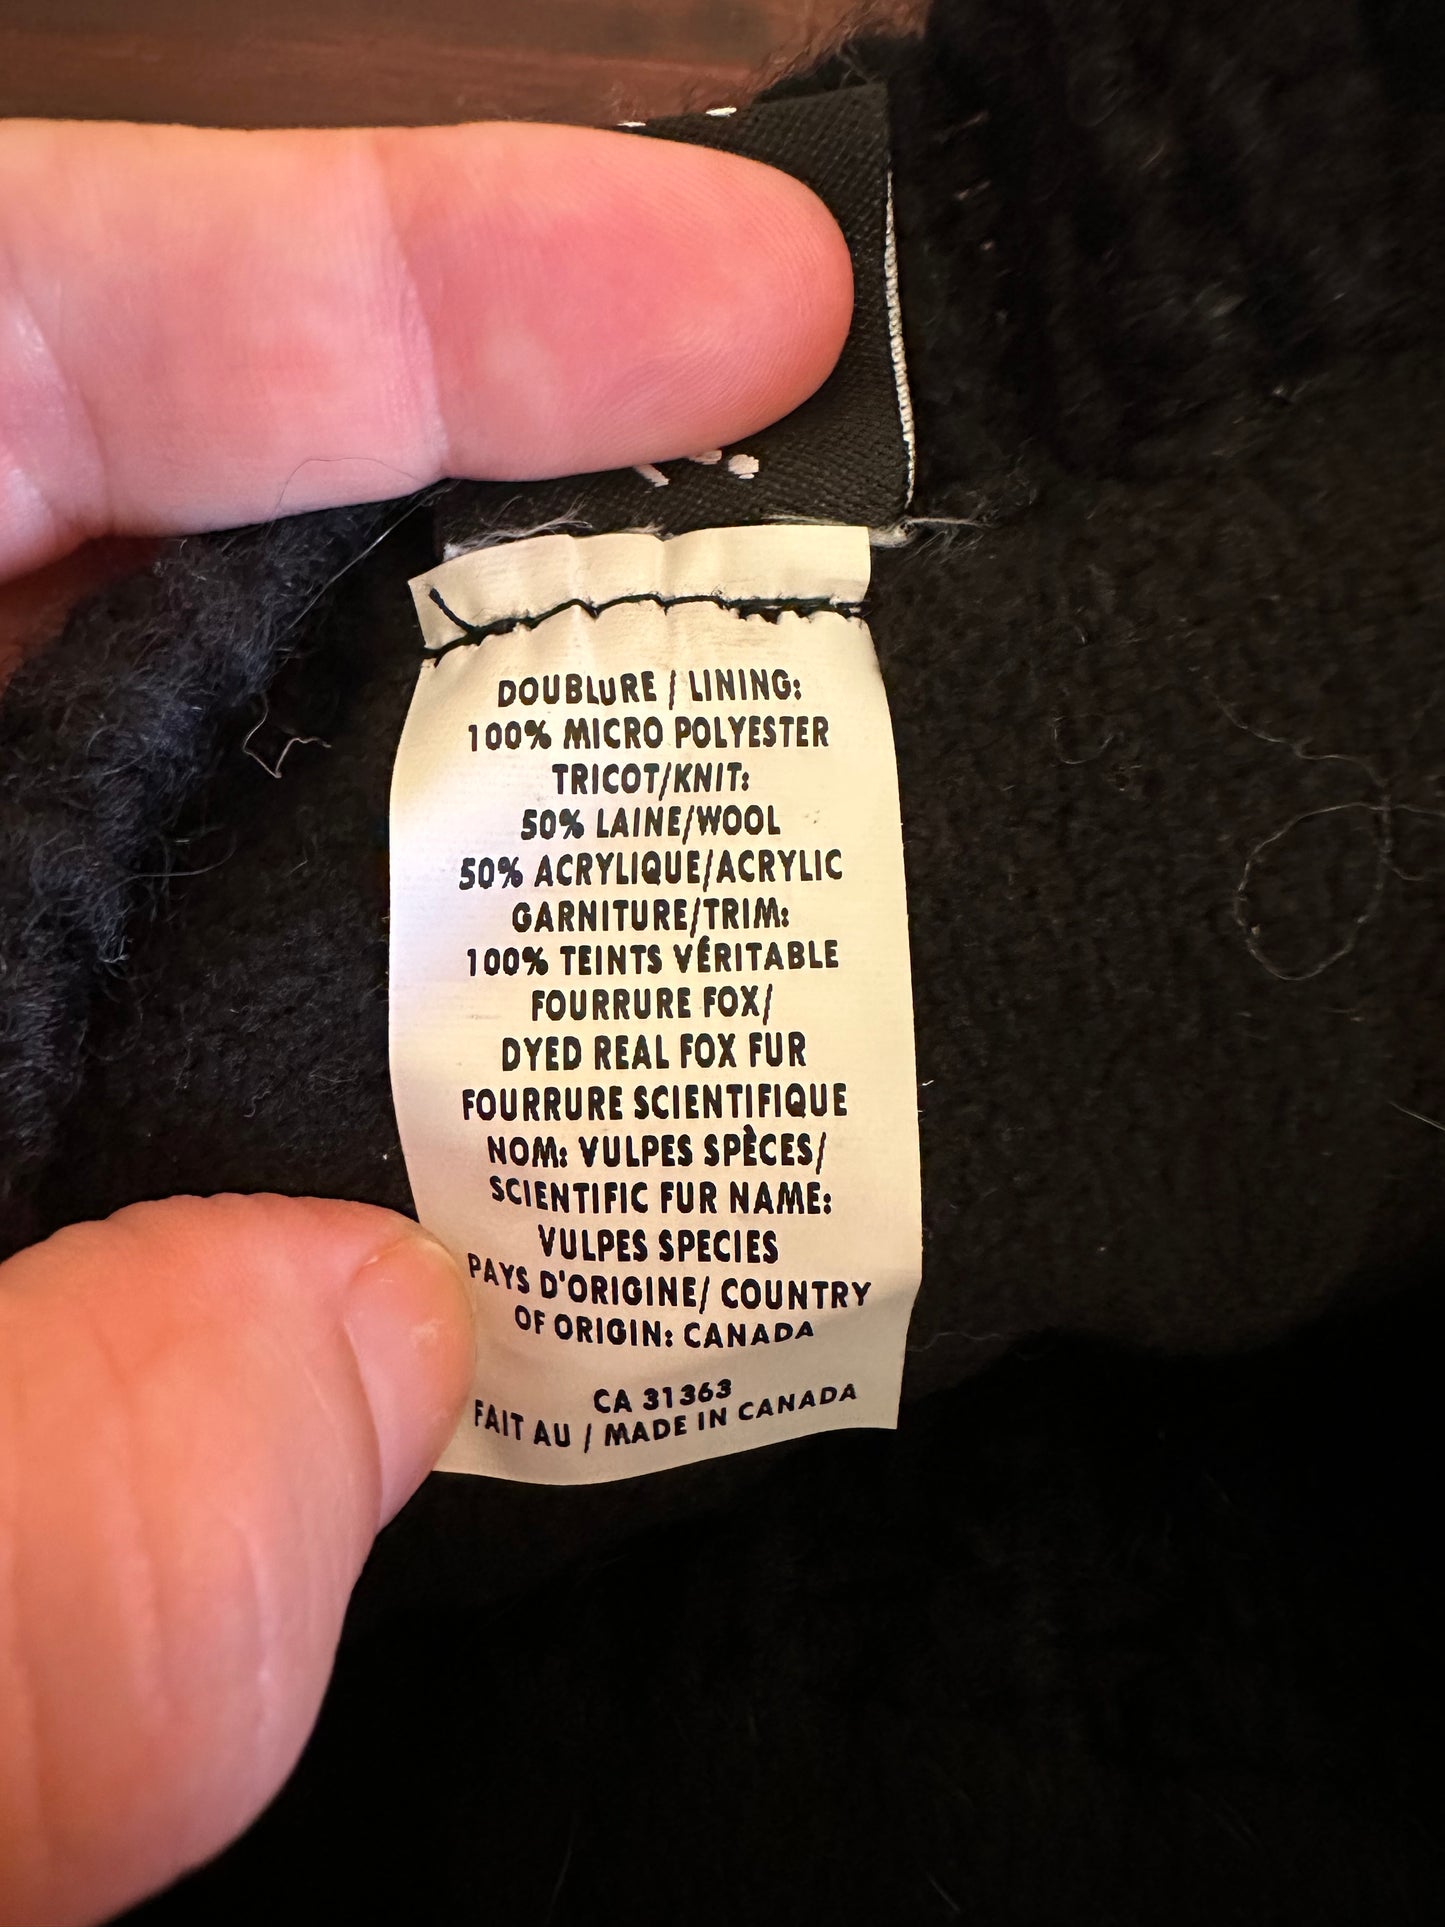 DOUBLURE / LINING:
100% MICRO POLYESTER
TRICOT/KNIT:
50% LAINE/WOOL
50% ACRYLIQUE/ACRYLIC
GARNITURE/TRIM:
100% TEINTS VÉRITABLE
FOURRURE FOX/
DYED REAL FOX FUR
FOURRURE SCIENTIFIQUE
NOM: VULPES SPÈCES/
SCIENTIFIC FUR NAME:
VULPES SPECIES
PAYS D'ORIGINE/ COUNTRY
OF ORIGIN: CANADA
CA 31363
FAIT AU / MADE IN CANADA